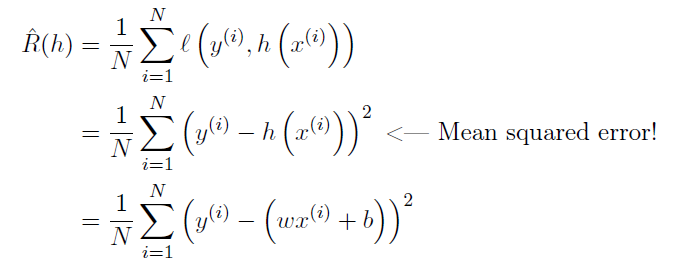 R̂(h) = 1/N ∑_{i=1}^{N} ℓ (y^{(i)}, h (x^{(i)}))
= 1/N ∑_{i=1}^{N} (y^{(i)} − h (x^{(i)}))^2 <— Mean squared error!
= 1/N ∑_{i=1}^{N} (y^{(i)} − (wx^{(i)} + b))^2